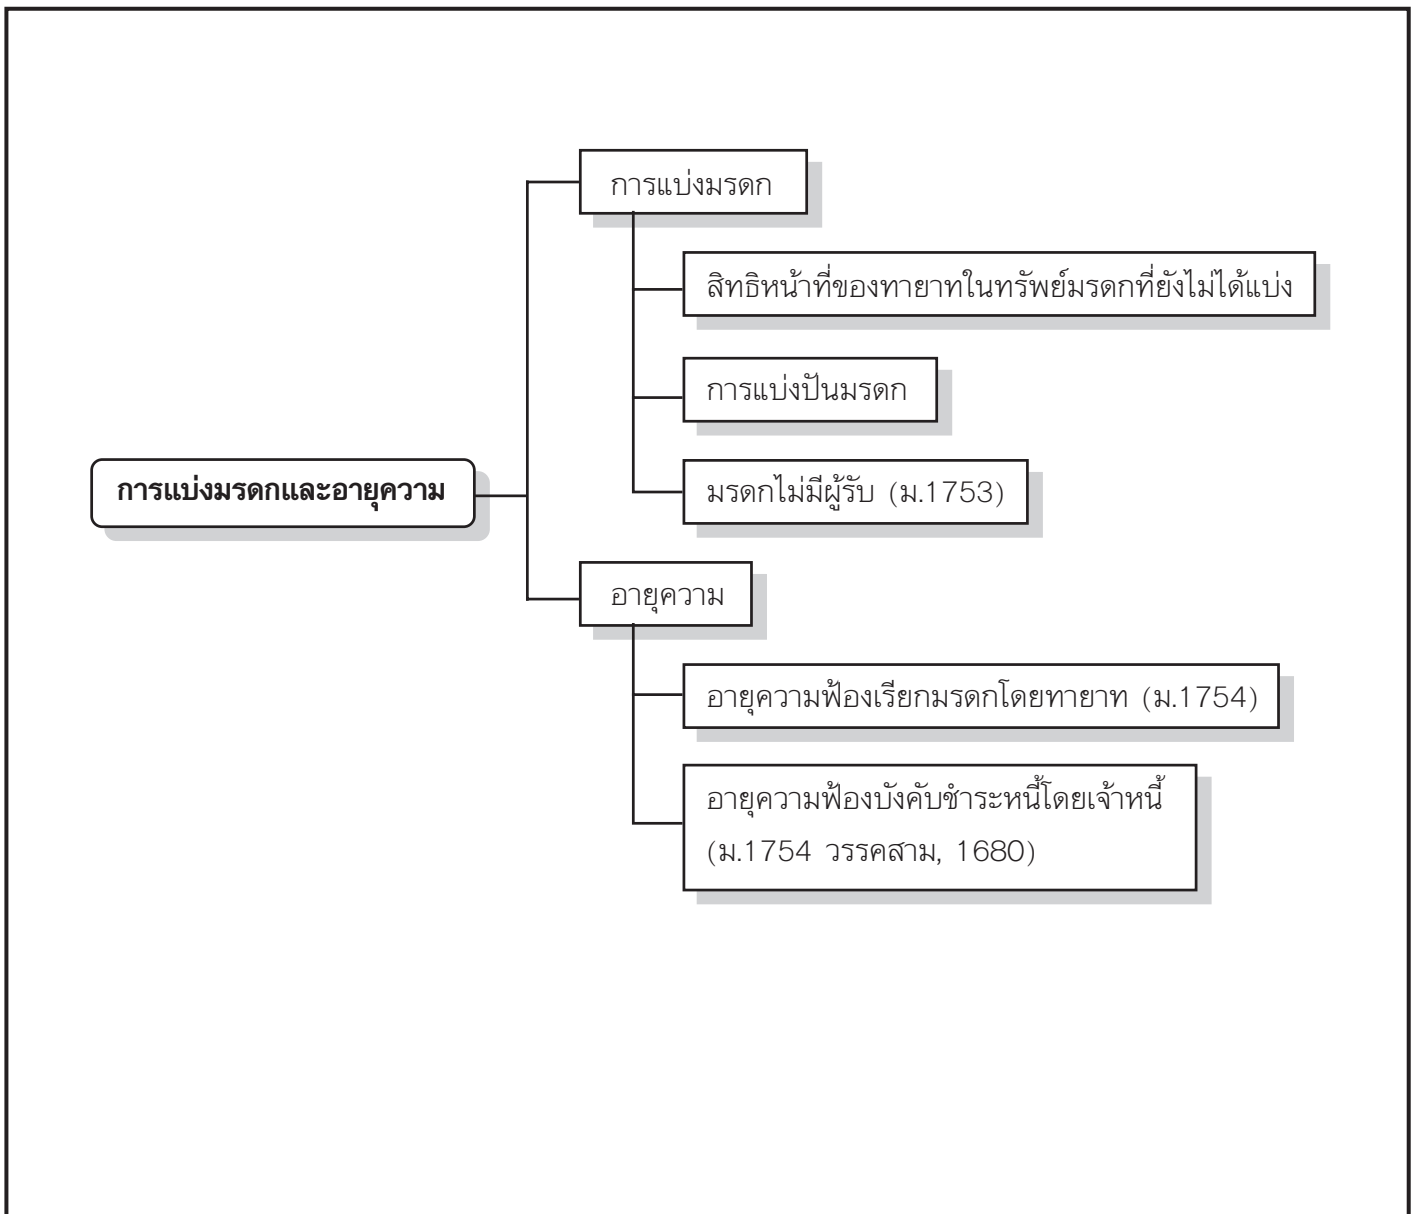 การแบ่งมรดก
สิทธิหน้าที่ของทายาทในทรัพย์มรดกที่ยังไม่ได้แบ่ง
การแบ่งปันมรดก
การแบ่งมรดกและอายุความ
มรดกไม่มีผู้รับ (ม.1753)
อายุความ
อายุความฟ้องเรียกมรดกโดยทายาท (ม.1754)
อายุความฟ้องบังคับชำระหนี้โดยเจ้าหนี้
(ม.1754 วรรคสาม, 1680)